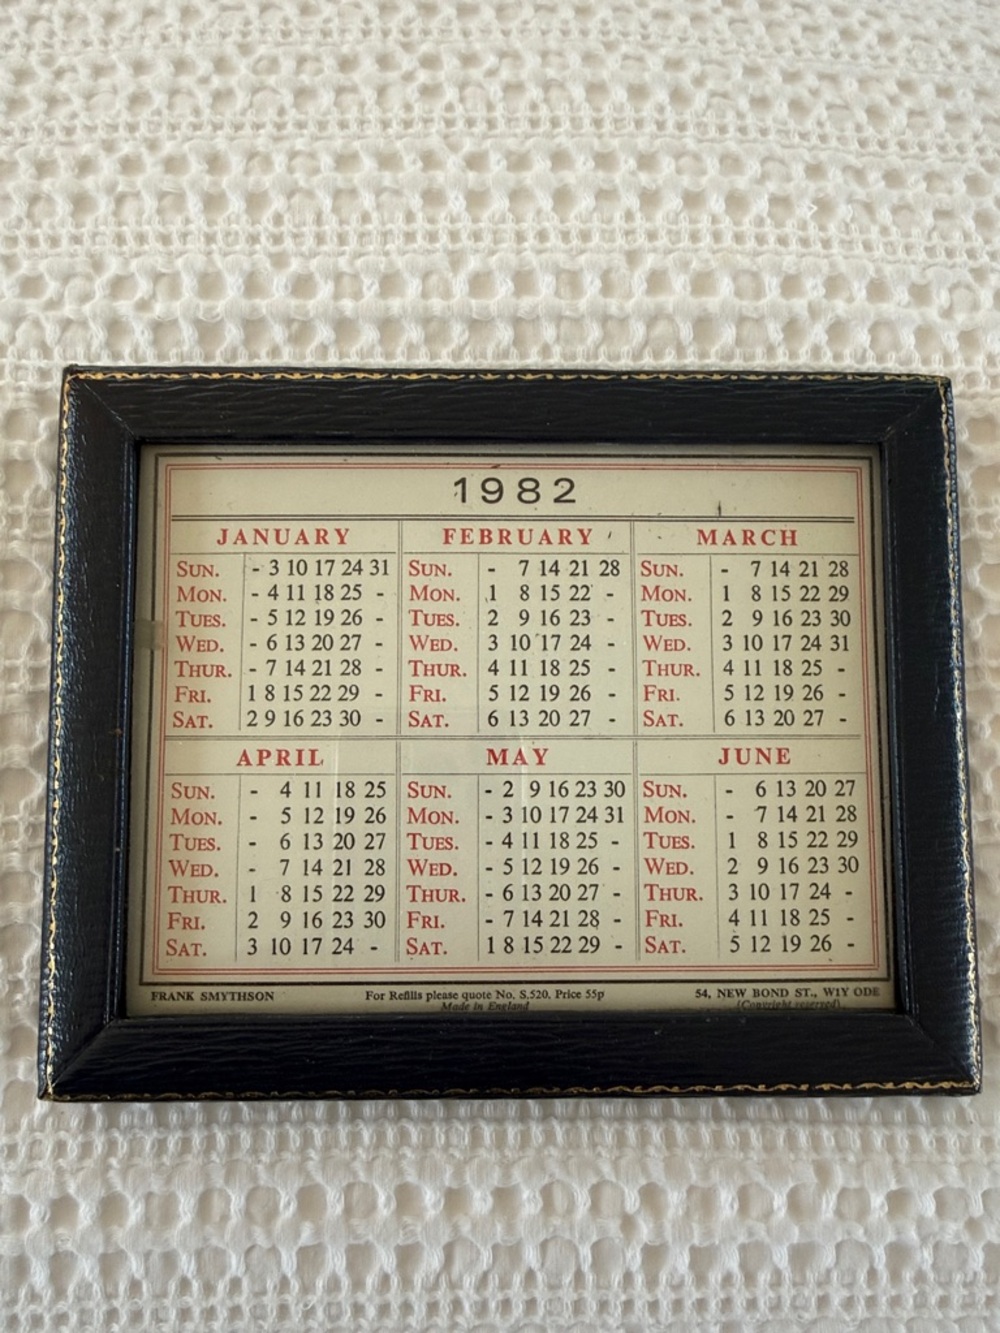 1982
JANUARY FEBRUARY MARCH
SUN. - 3 10 17 24 31 SUN. - 7 14 21 28 SUN. - 7 14 21 28
MON. - 4 11 18 25 - MON. 1 8 15 22 - MON. 1 8 15 22 29
TUES. - 5 12 19 26 - TUES. 2 9 16 23 - TUES. 2 9 16 23 30
WED. - 6 13 20 27 - WED. 3 10 17 24 - WED. 3 10 17 24 31
THUR. - 7 14 21 28 - THUR. 4 11 18 25 - THUR. 4 11 18 25 -
FRI. 1 8 15 22 29 - FRI. 5 12 19 26 - FRI. 5 12 19 26 -
SAT. 2 9 16 23 30 - SAT. 6 13 20 27 - SAT. 6 13 20 27 -
APRIL MAY JUNE
SUN. - 4 11 18 25 SUN. - 2 9 16 23 30 SUN. - 6 13 20 27
MON. - 5 12 19 26 MON. - 3 10 17 24 31 MON. - 7 14 21 28
TUES. - 6 13 20 27 TUES. - 4 11 18 25 - TUES. 1 8 15 22 29
WED. - 7 14 21 28 WED. - 5 12 19 26 - WED. 2 9 16 23 30
THUR. 1 8 15 22 29 THUR. - 6 13 20 27 - THUR. 3 10 17 24 -
FRI. 2 9 16 23 30 FRI. - 7 14 21 28 - FRI. 4 11 18 25 -
SAT. 3 10 17 24 - SAT. 1 8 15 22 29 - SAT. 5 12 19 26 -
FRANK SMYTHSON For Refills please quote No. S.520, Price 55p 54, NEW BOND ST., W1Y ODE
Made in England (Copyright reserved)